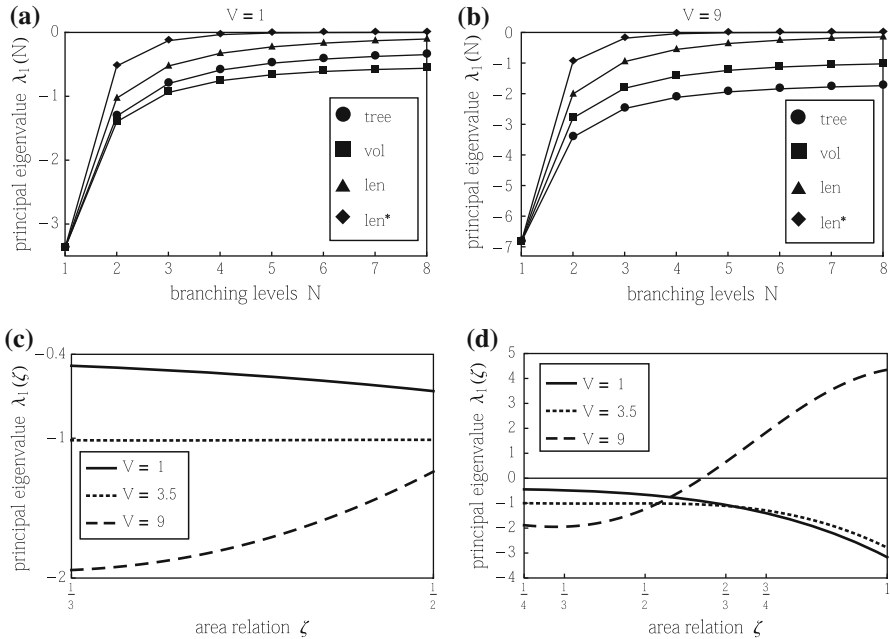 (a)
V = 1
principal eigenvalue λ₁(N)
0
−1
−2
−3
tree
vol
len
len*
1 2 3 4 5 6 7 8
branching levels N
(b)
V = 9
principal eigenvalue λ₁(N)
0
−1
−2
−3
−4
−5
−6
−7
tree
vol
len
len*
1 2 3 4 5 6 7 8
branching levels N
(c)
principal eigenvalue λ₁(ζ)
−0.4
−1
−2
V = 1
V = 3.5
V = 9
1/3 1/2
area relation ζ
(d)
principal eigenvalue λ₁(ζ)
5
4
3
2
1
0
−1
−2
−3
−4
V = 1
V = 3.5
V = 9
1/4 1/3 1/2 2/3 3/4 1
area relation ζ